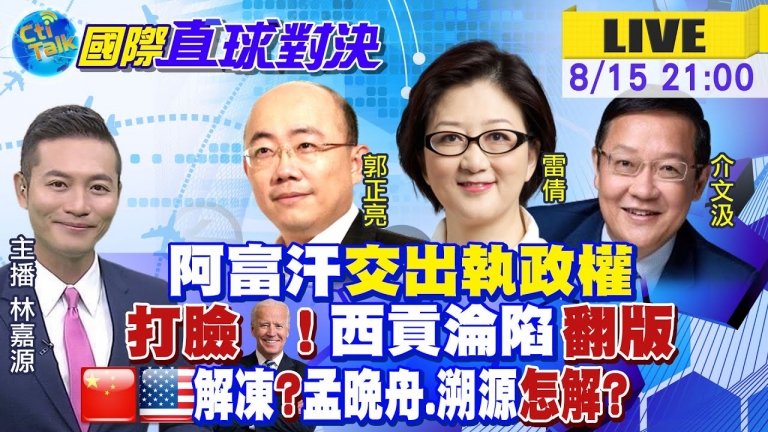 Cti Talk
國際直球對決
LIVE
8/15 21:00
主播 林嘉源
郭正亮
雷倩
介文汲
阿富汗交出執政權
打臉!西貢淪陷翻版
解凍?孟晚舟.溯源怎解?